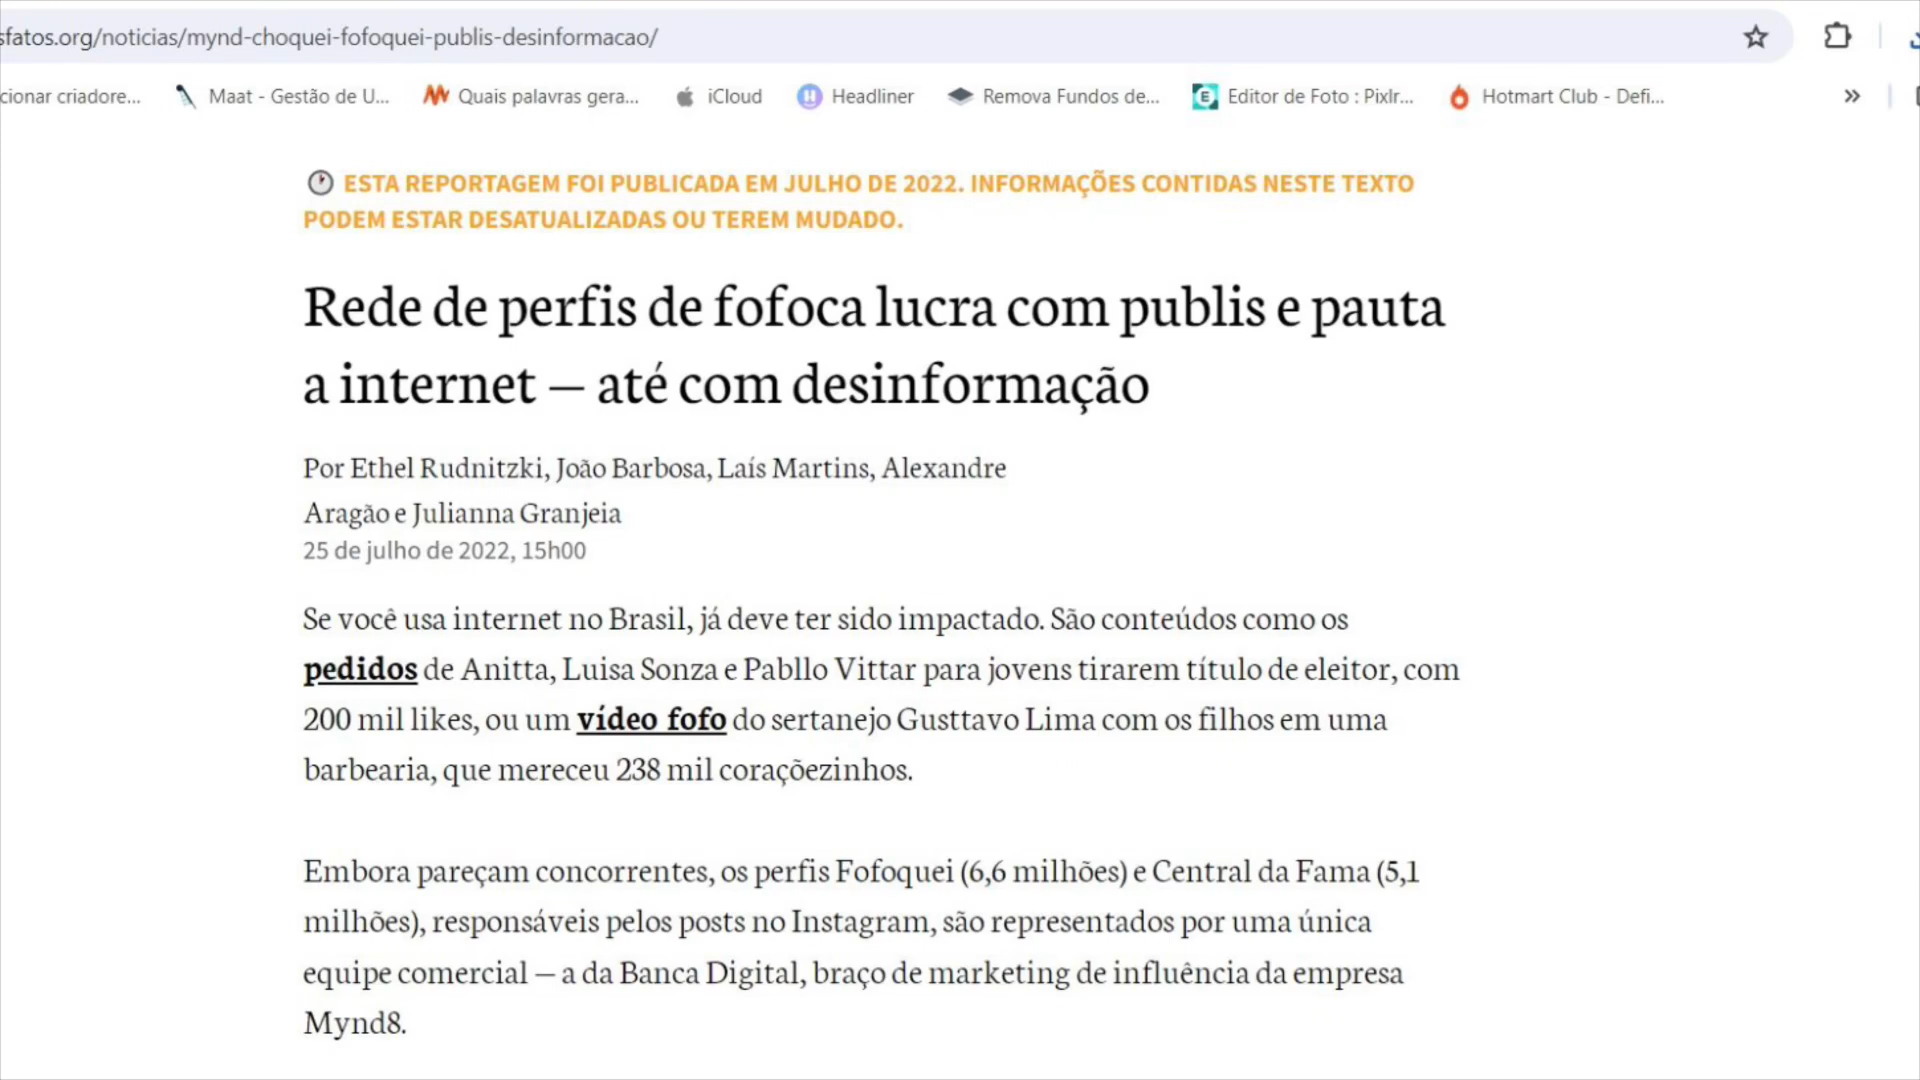 sfatos.org/noticias/mynd-choquei-fofoquei-publis-desinformacao/
cionar criadore... Maat - Gestão de U... Quais palavras gera... iCloud Headliner Remova Fundos de... Editor de Foto : Pixlr... Hotmart Club - Defi... »
ESTA REPORTAGEM FOI PUBLICADA EM JULHO DE 2022. INFORMAÇÕES CONTIDAS NESTE TEXTO
PODEM ESTAR DESATUALIZADAS OU TEREM MUDADO.
Rede de perfis de fofoca lucra com publis e pauta
a internet — até com desinformação
Por Ethel Rudnitzki, João Barbosa, Laís Martins, Alexandre
Aragão e Julianna Granjeia
25 de julho de 2022, 15h00
Se você usa internet no Brasil, já deve ter sido impactado. São conteúdos como os
pedidos de Anitta, Luisa Sonza e Pabllo Vittar para jovens tirarem título de eleitor, com
200 mil likes, ou um vídeo fofo do sertanejo Gusttavo Lima com os filhos em uma
barbearia, que mereceu 238 mil coraçõezinhos.
Embora pareçam concorrentes, os perfis Fofoquei (6,6 milhões) e Central da Fama (5,1
milhões), responsáveis pelos posts no Instagram, são representados por uma única
equipe comercial — a da Banca Digital, braço de marketing de influência da empresa
Mynd8.